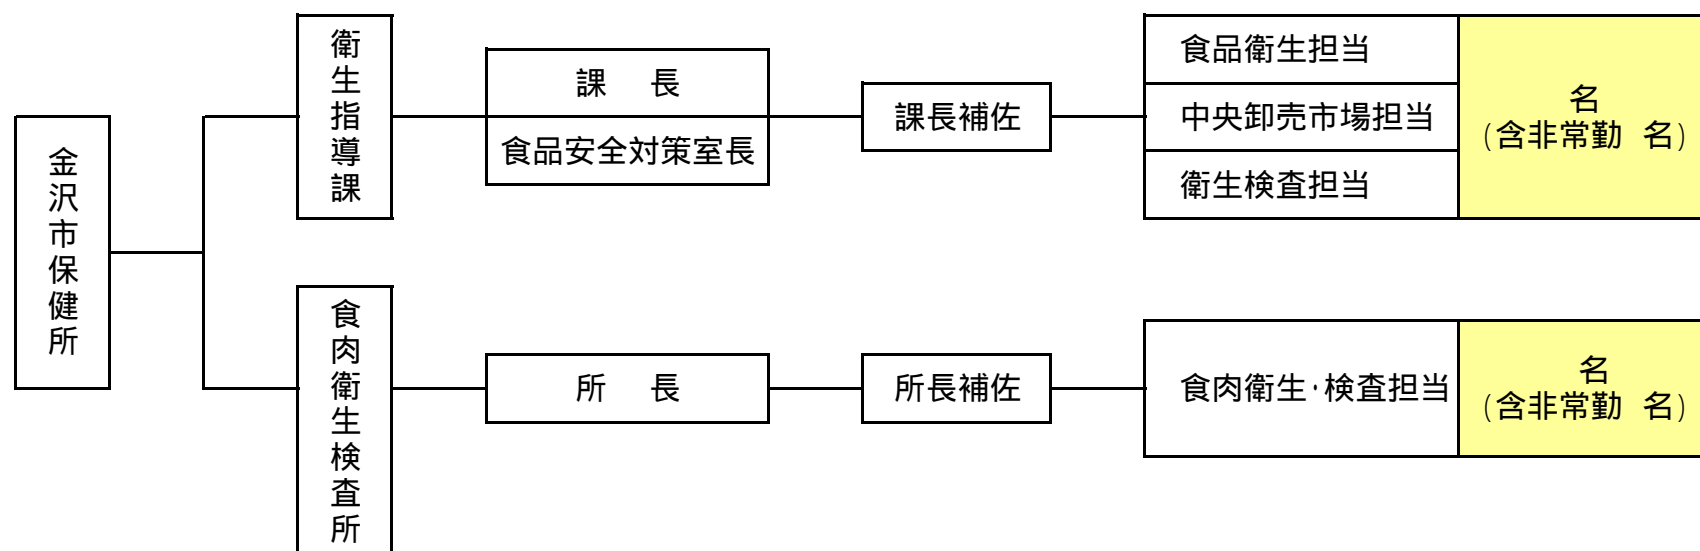 金沢市保健所
衛生指導課
課　長
食品安全対策室長
課長補佐
食品衛生担当
中央卸売市場担当
衛生検査担当
名
(含非常勤 名)
食肉衛生検査所
所　長
所長補佐
食肉衛生・検査担当
名
(含非常勤 名)